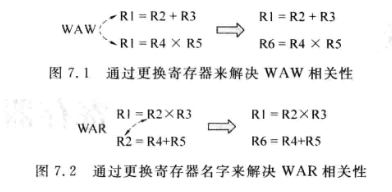 R1 = R2 + R3 R1 = R2 + R3
WAW
R1 = R4 × R5 R6 = R4 × R5
图 7.1 通过更换寄存器来解决 WAW 相关性
R1 = R2×R3 R1 = R2×R3
WAR
R2 = R4+R5 R6 = R4+R5
图 7.2 通过更换寄存器名字来解决 WAR 相关性